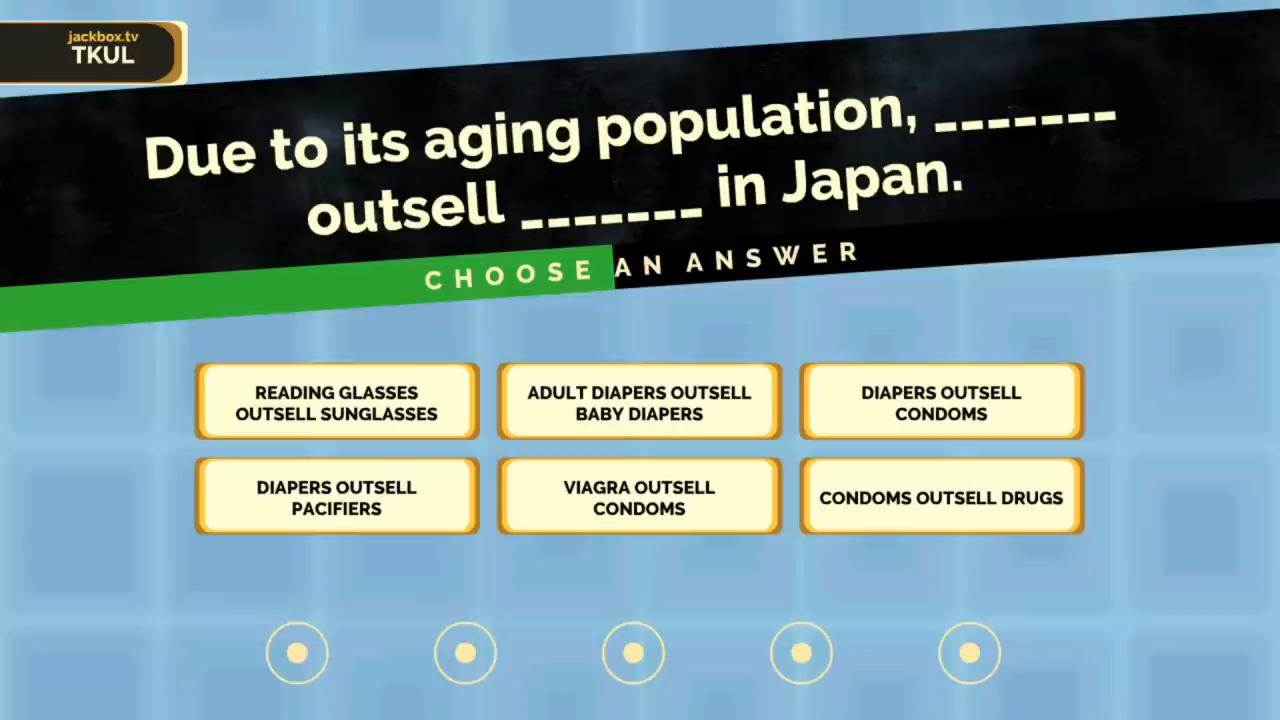 jackbox.tv
TKUL
Due to its aging population, _______
outsell _______ in Japan.
CHOOSE AN ANSWER
READING GLASSES
OUTSELL SUNGLASSES
ADULT DIAPERS OUTSELL
BABY DIAPERS
DIAPERS OUTSELL
CONDOMS
DIAPERS OUTSELL
PACIFIERS
VIAGRA OUTSELL
CONDOMS
CONDOMS OUTSELL DRUGS